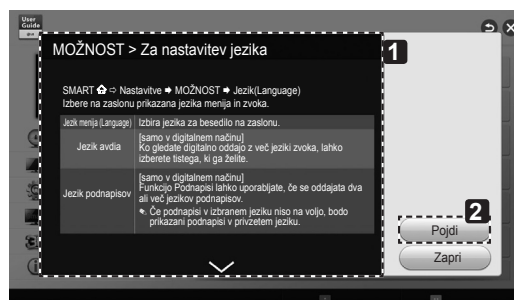 User
Guide
MOŽNOST > Za nastavitev jezika
1
SMART ⇨ Nastavitve ➡ MOŽNOST ➡ Jezik(Language)
Izbere na zaslonu prikazana jezika menija in zvoka.
Jezik menija (Language) Izbira jezika za besedilo na zaslonu.
[samo v digitalnem načinu]
Jezik avdia Ko gledate digitalno oddajo z več jeziki zvoka, lahko
izberete tistega, ki ga želite.
[samo v digitalnem načinu]
Jezik podnapisov Funkcijo Podnapisi lahko uporabljate, če se oddajata dva
ali več jezikov podnapisov.
Če podnapisi v izbranem jeziku niso na voljo, bodo
prikazani podnapisi v privzetem jeziku.
2
Pojdi
Zapri